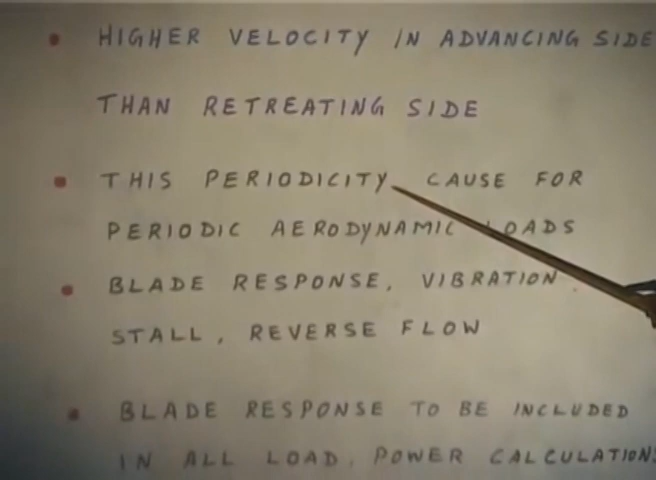 • HIGHER VELOCITY IN ADVANCING SIDE
THAN RETREATING SIDE
• THIS PERIODICITY CAUSE FOR
PERIODIC AERODYNAMIC LOADS
• BLADE RESPONSE, VIBRATION
STALL, REVERSE FLOW
• BLADE RESPONSE TO BE INCLUDED
IN ALL LOAD, POWER CALCULATIONS